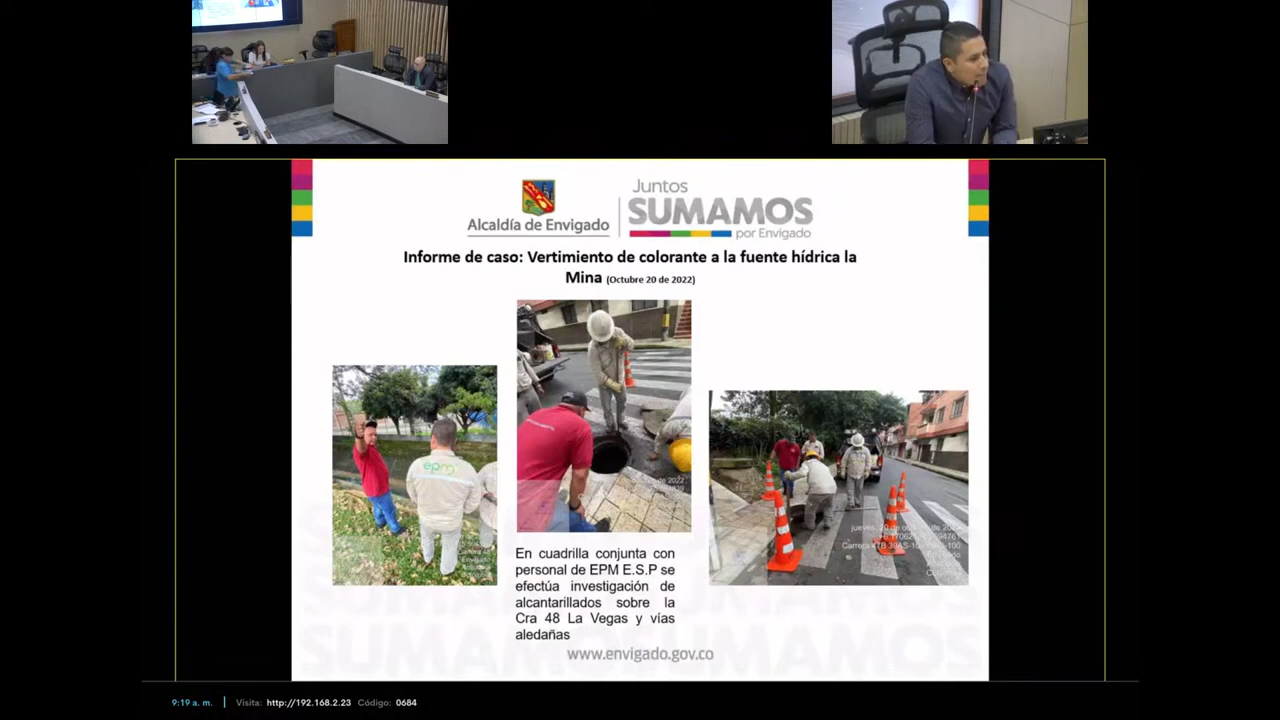 Alcaldía de Envigado
Juntos
SUMAMOS
por Envigado
Informe de caso: Vertimiento de colorante a la fuente hídrica la
Mina (Octubre 20 de 2022)
epm
En cuadrilla conjunta con
personal de EPM E.S.P se
efectúa investigación de
alcantarillados sobre la
Cra 48 La Vegas y vías
aledañas
www.envigado.gov.co
9:19 a. m. | Visita: http://192.168.2.23 Código: 0684